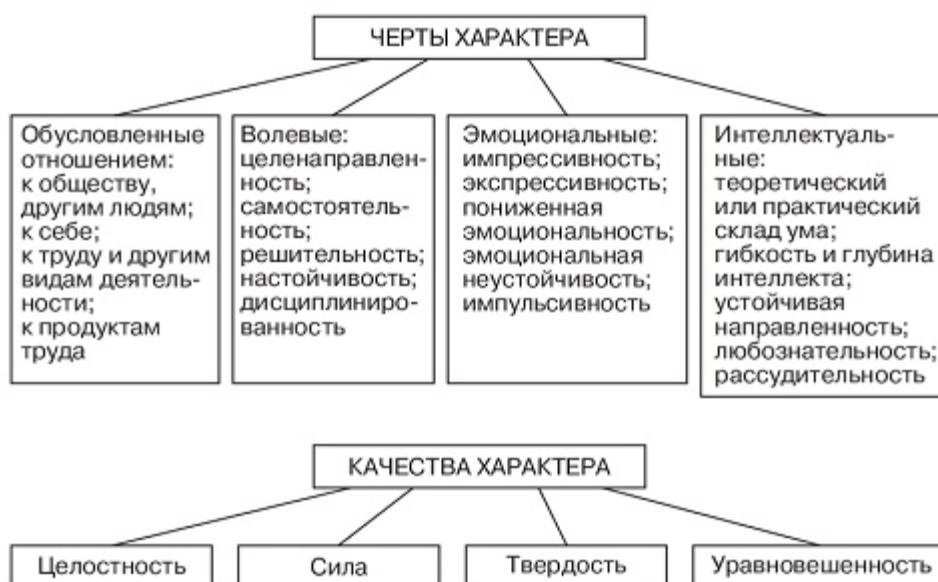 ЧЕРТЫ ХАРАКТЕРА
Обусловленные
отношением:
к обществу,
другим людям;
к себе;
к труду и другим
видам деятель-
ности;
к продуктам
труда
Волевые:
целенаправлен-
ность;
самостоятель-
ность;
решительность;
настойчивость;
дисциплиниро-
ванность
Эмоциональные:
импрессивность;
экспрессивность;
пониженная
эмоциональность;
эмоциональная
неустойчивость;
импульсивность
Интеллектуаль-
ные:
теоретический
или практический
склад ума;
гибкость и глубина
интеллекта;
устойчивая
направленность;
любознательность;
рассудительность
КАЧЕСТВА ХАРАКТЕРА
Целостность
Сила
Твердость
Уравновешенность